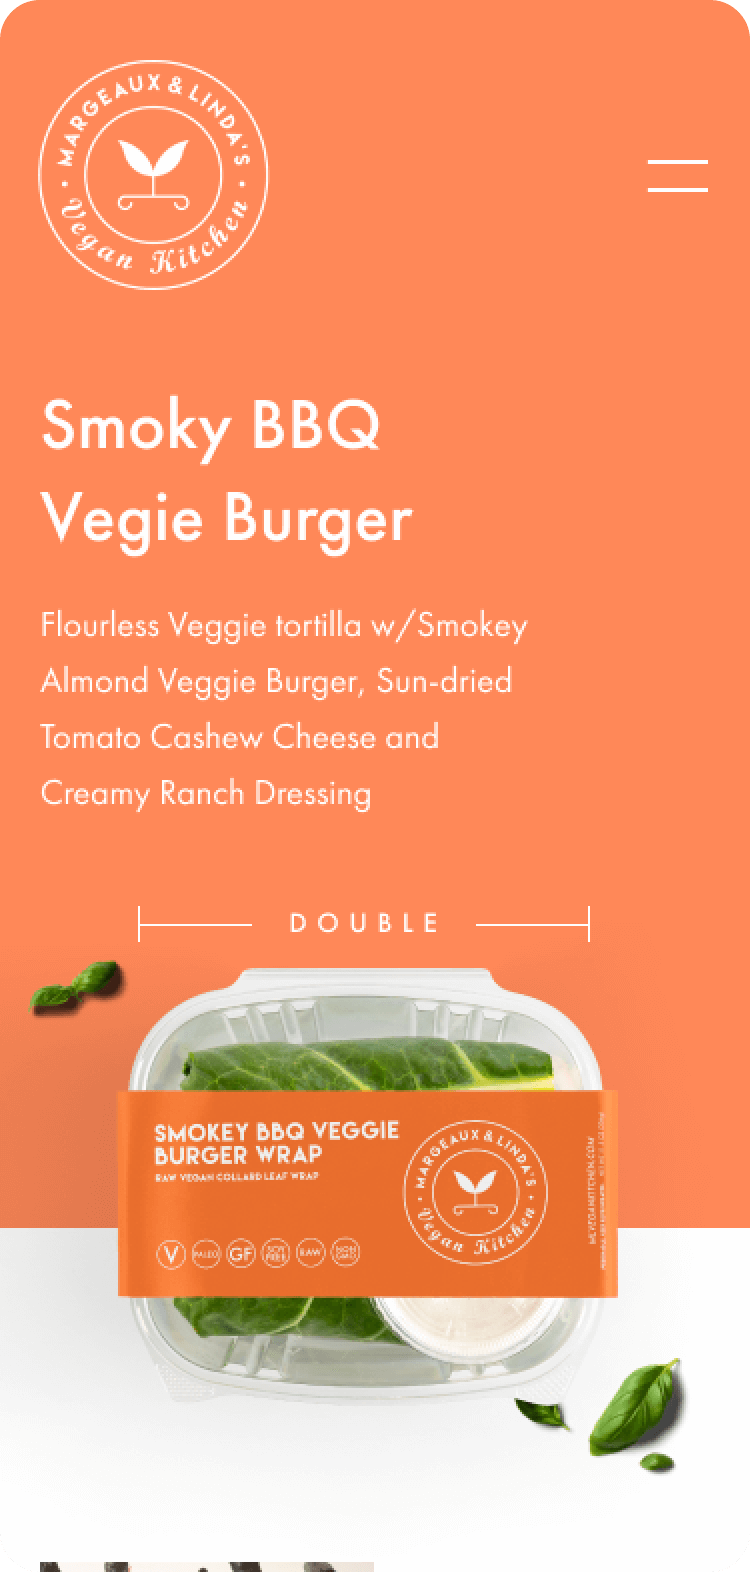 MARGEAUX & LINDA'S
Vegan Kitchen
Smoky BBQ
Vegie Burger
Flourless Veggie tortilla w/Smokey
Almond Veggie Burger, Sun-dried
Tomato Cashew Cheese and
Creamy Ranch Dressing
DOUBLE
SMOKEY BBQ VEGGIE
BURGER WRAP
RAW VEGAN COLLARD LEAF WRAP
V PALEO GF SOY FREE RAW NON GMO
MARGEAUX & LINDA'S
Vegan Kitchen
MLVEGANKITCHEN.COM